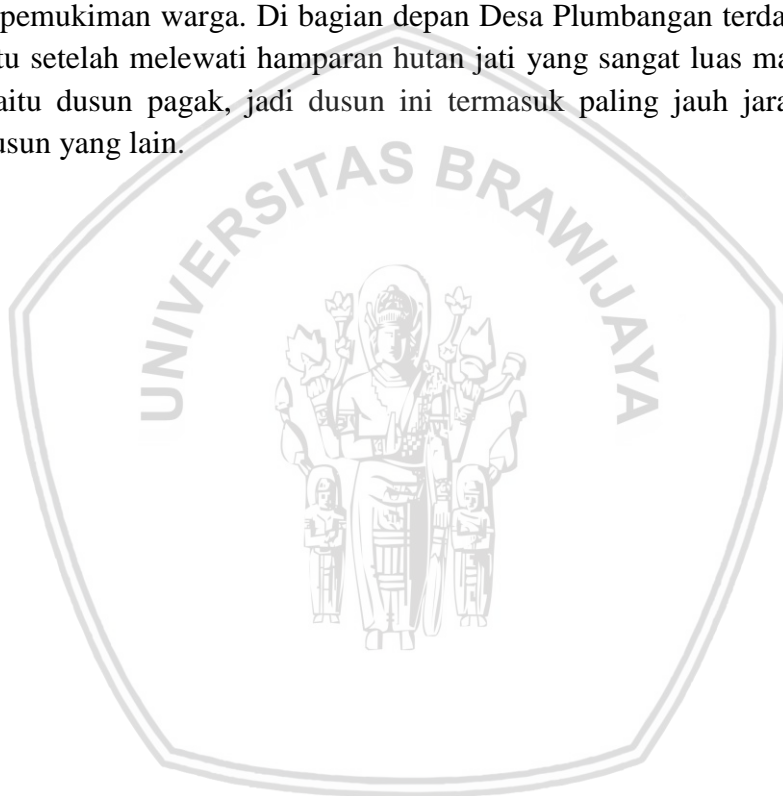 pemukiman warga. Di bagian depan Desa Plumbangan terda
tu setelah melewati hamparan hutan jati yang sangat luas ma
aitu dusun pagak, jadi dusun ini termasuk paling jauh jara
usun yang lain.
UNIVERSITAS BRAWIJAYA